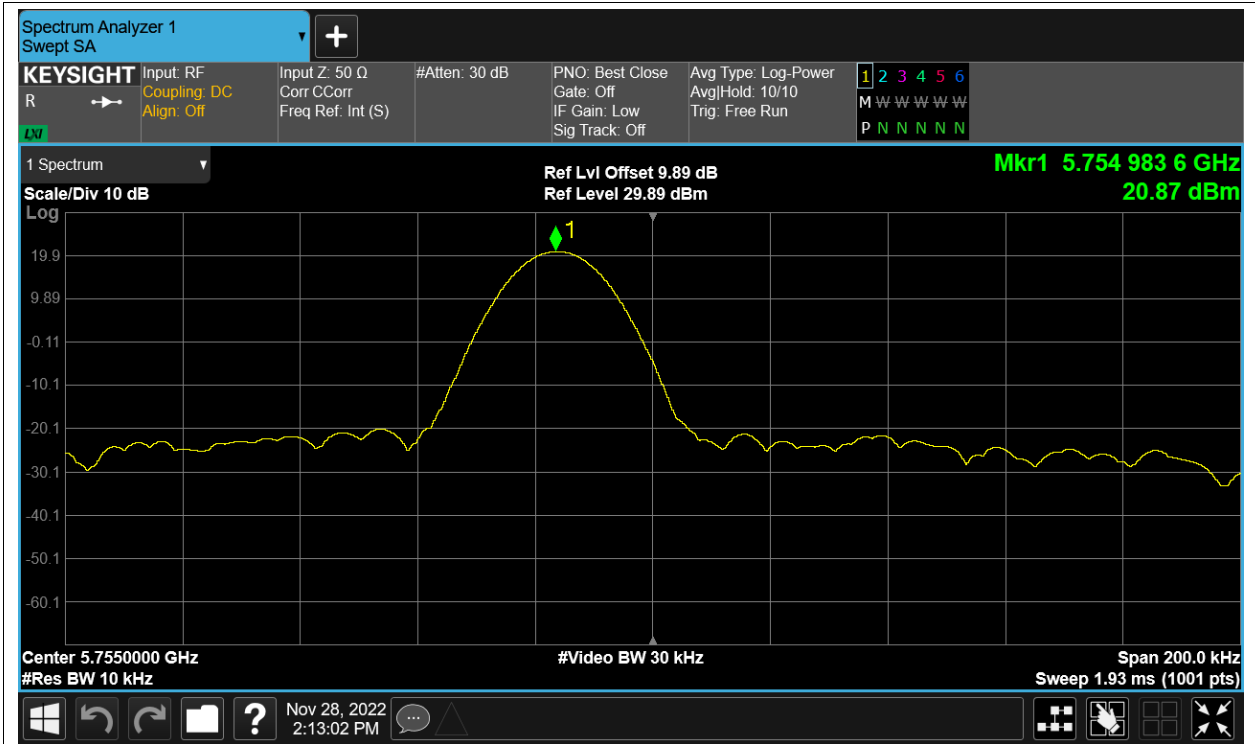 Spectrum Analyzer 1
Swept SA
KEYSIGHT
R
LXI
Input: RF
Coupling: DC
Align: Off
Input Z: 50 Ω
Corr CCorr
Freq Ref: Int (S)
#Atten: 30 dB
PNO: Best Close
Gate: Off
IF Gain: Low
Sig Track: Off
Avg Type: Log-Power
Avg|Hold: 10/10
Trig: Free Run
1 2 3 4 5 6
M W W W W W W
P N N N N N
1 Spectrum
Scale/Div 10 dB
Log
Ref Lvl Offset 9.89 dB
Ref Level 29.89 dBm
Mkr1 5.754 983 6 GHz
20.87 dBm
1
19.9
9.89
-0.11
-10.1
-20.1
-30.1
-40.1
-50.1
-60.1
Center 5.7550000 GHz
#Res BW 10 kHz
#Video BW 30 kHz
Span 200.0 kHz
Sweep 1.93 ms (1001 pts)
?
Nov 28, 2022
2:13:02 PM